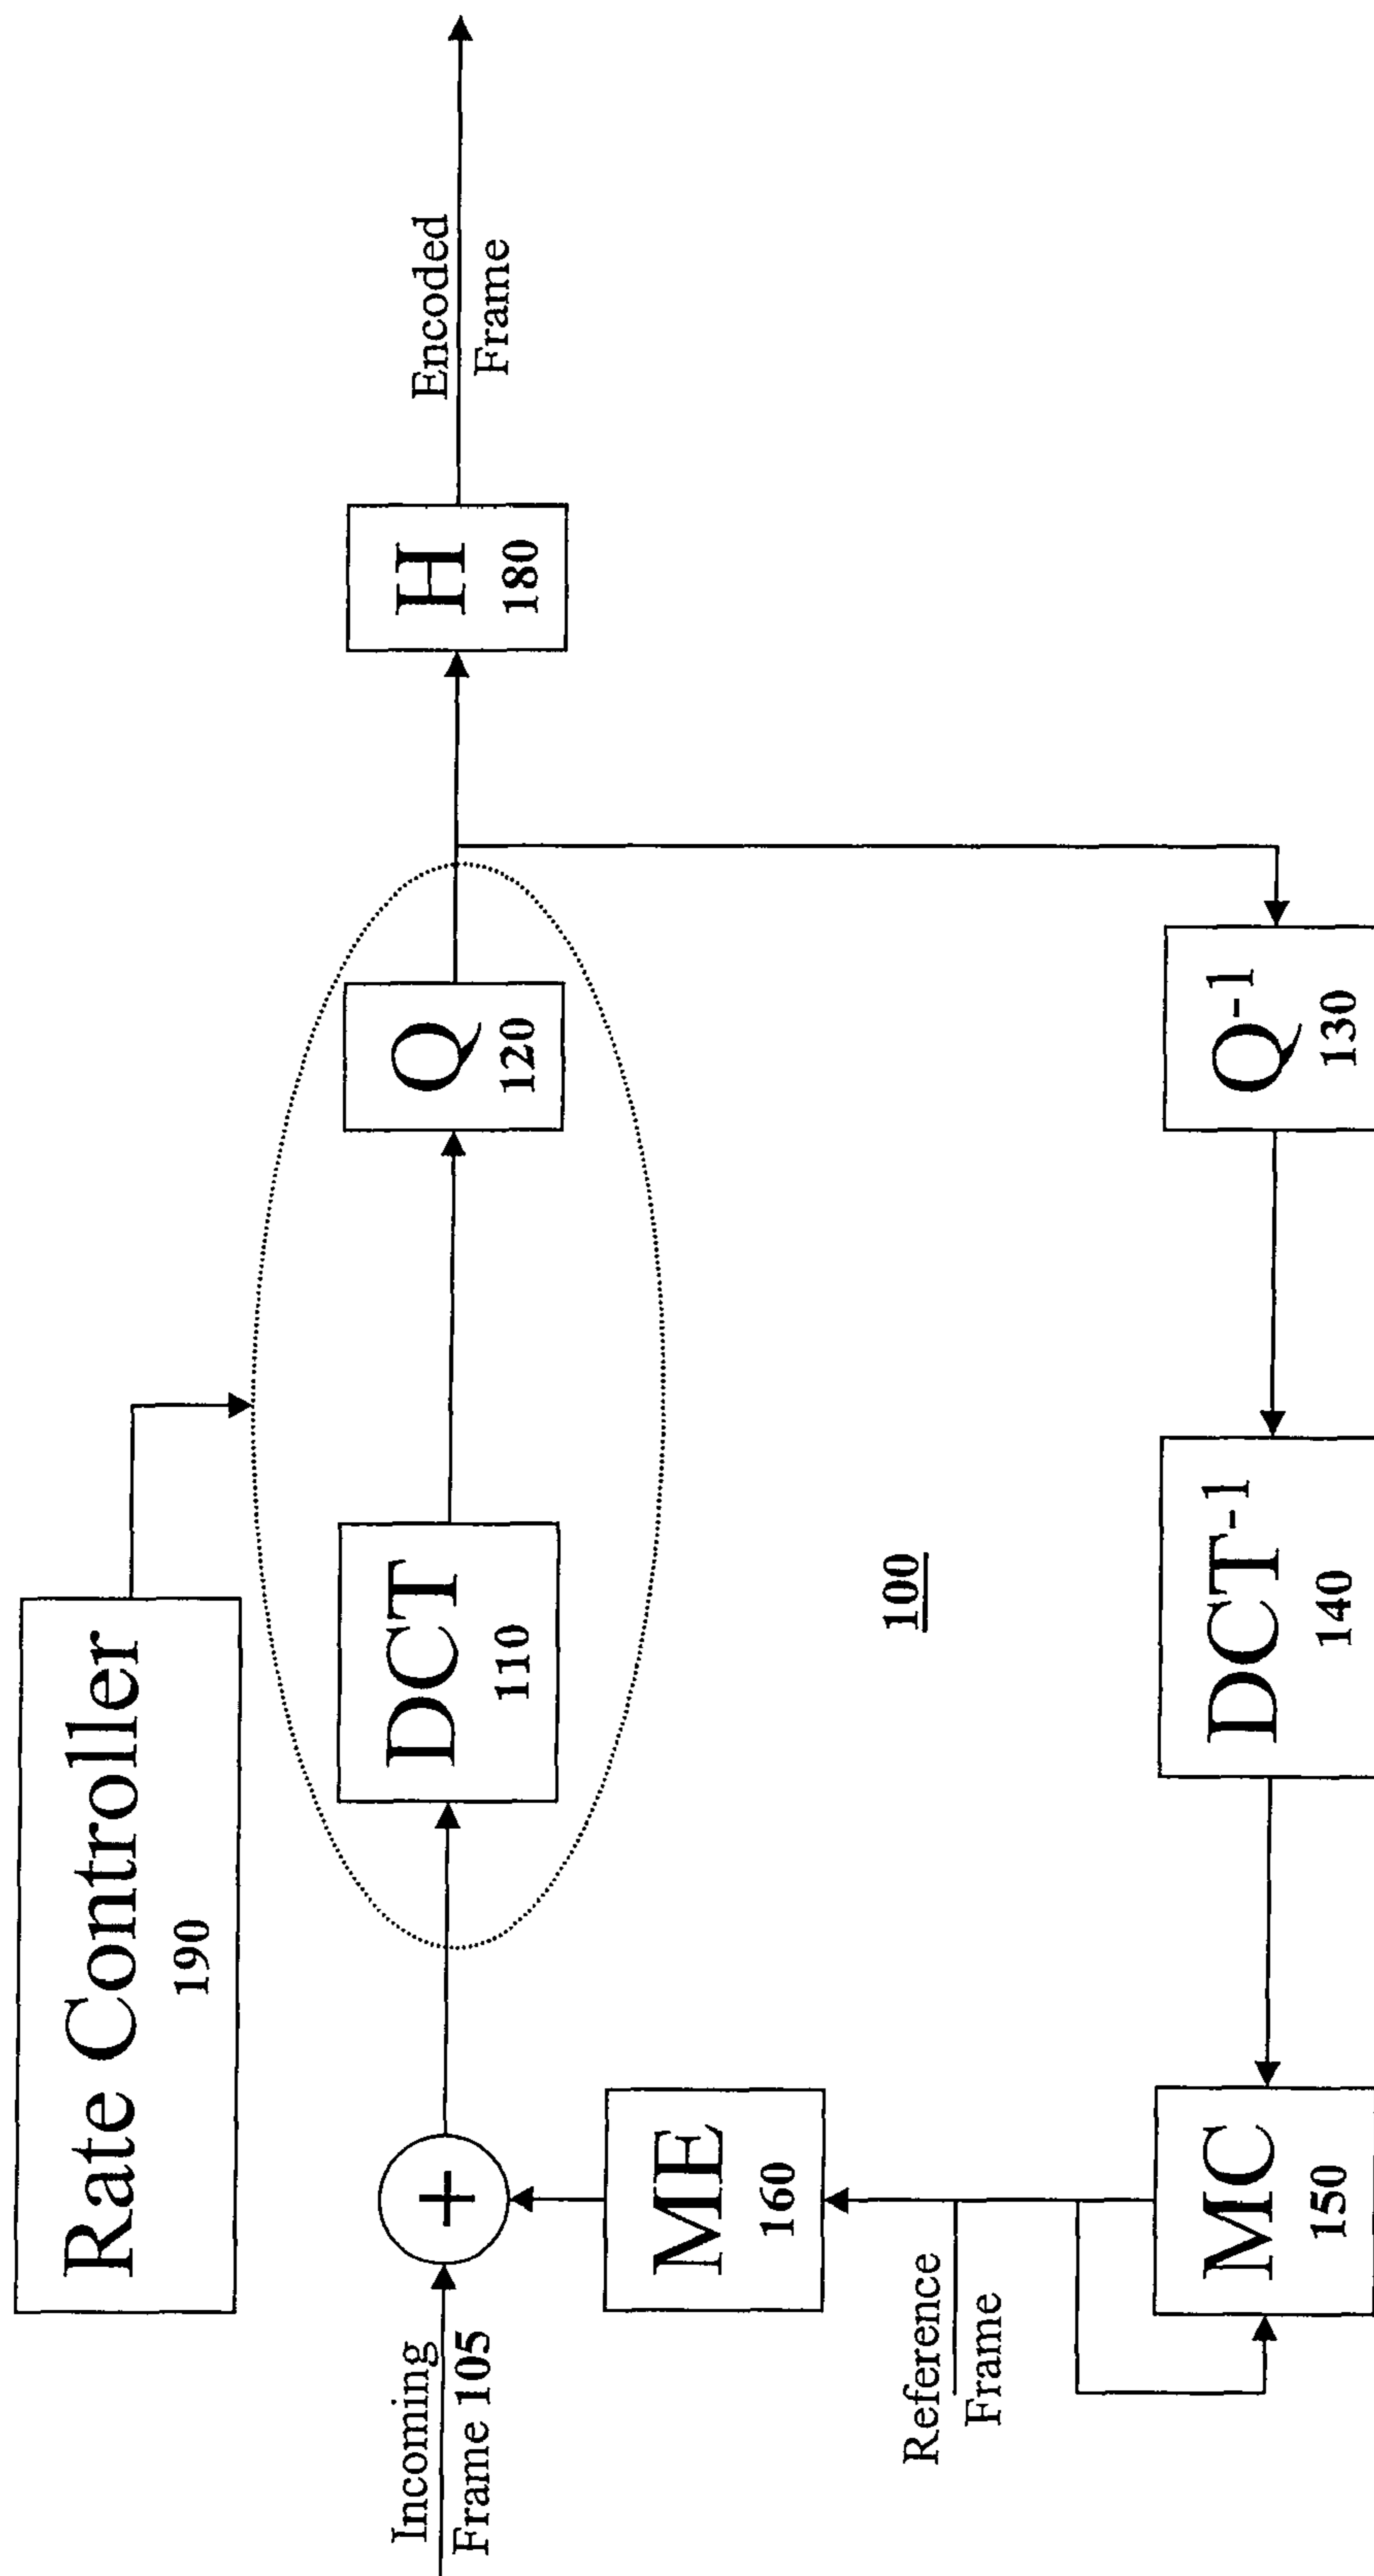 Rate Controller
190
Incoming
Frame 105
+
DCT
110
Q
120
H
180
Encoded
Frame
ME
160
100
Reference
Frame
MC
150
DCT-1
140
Q-1
130